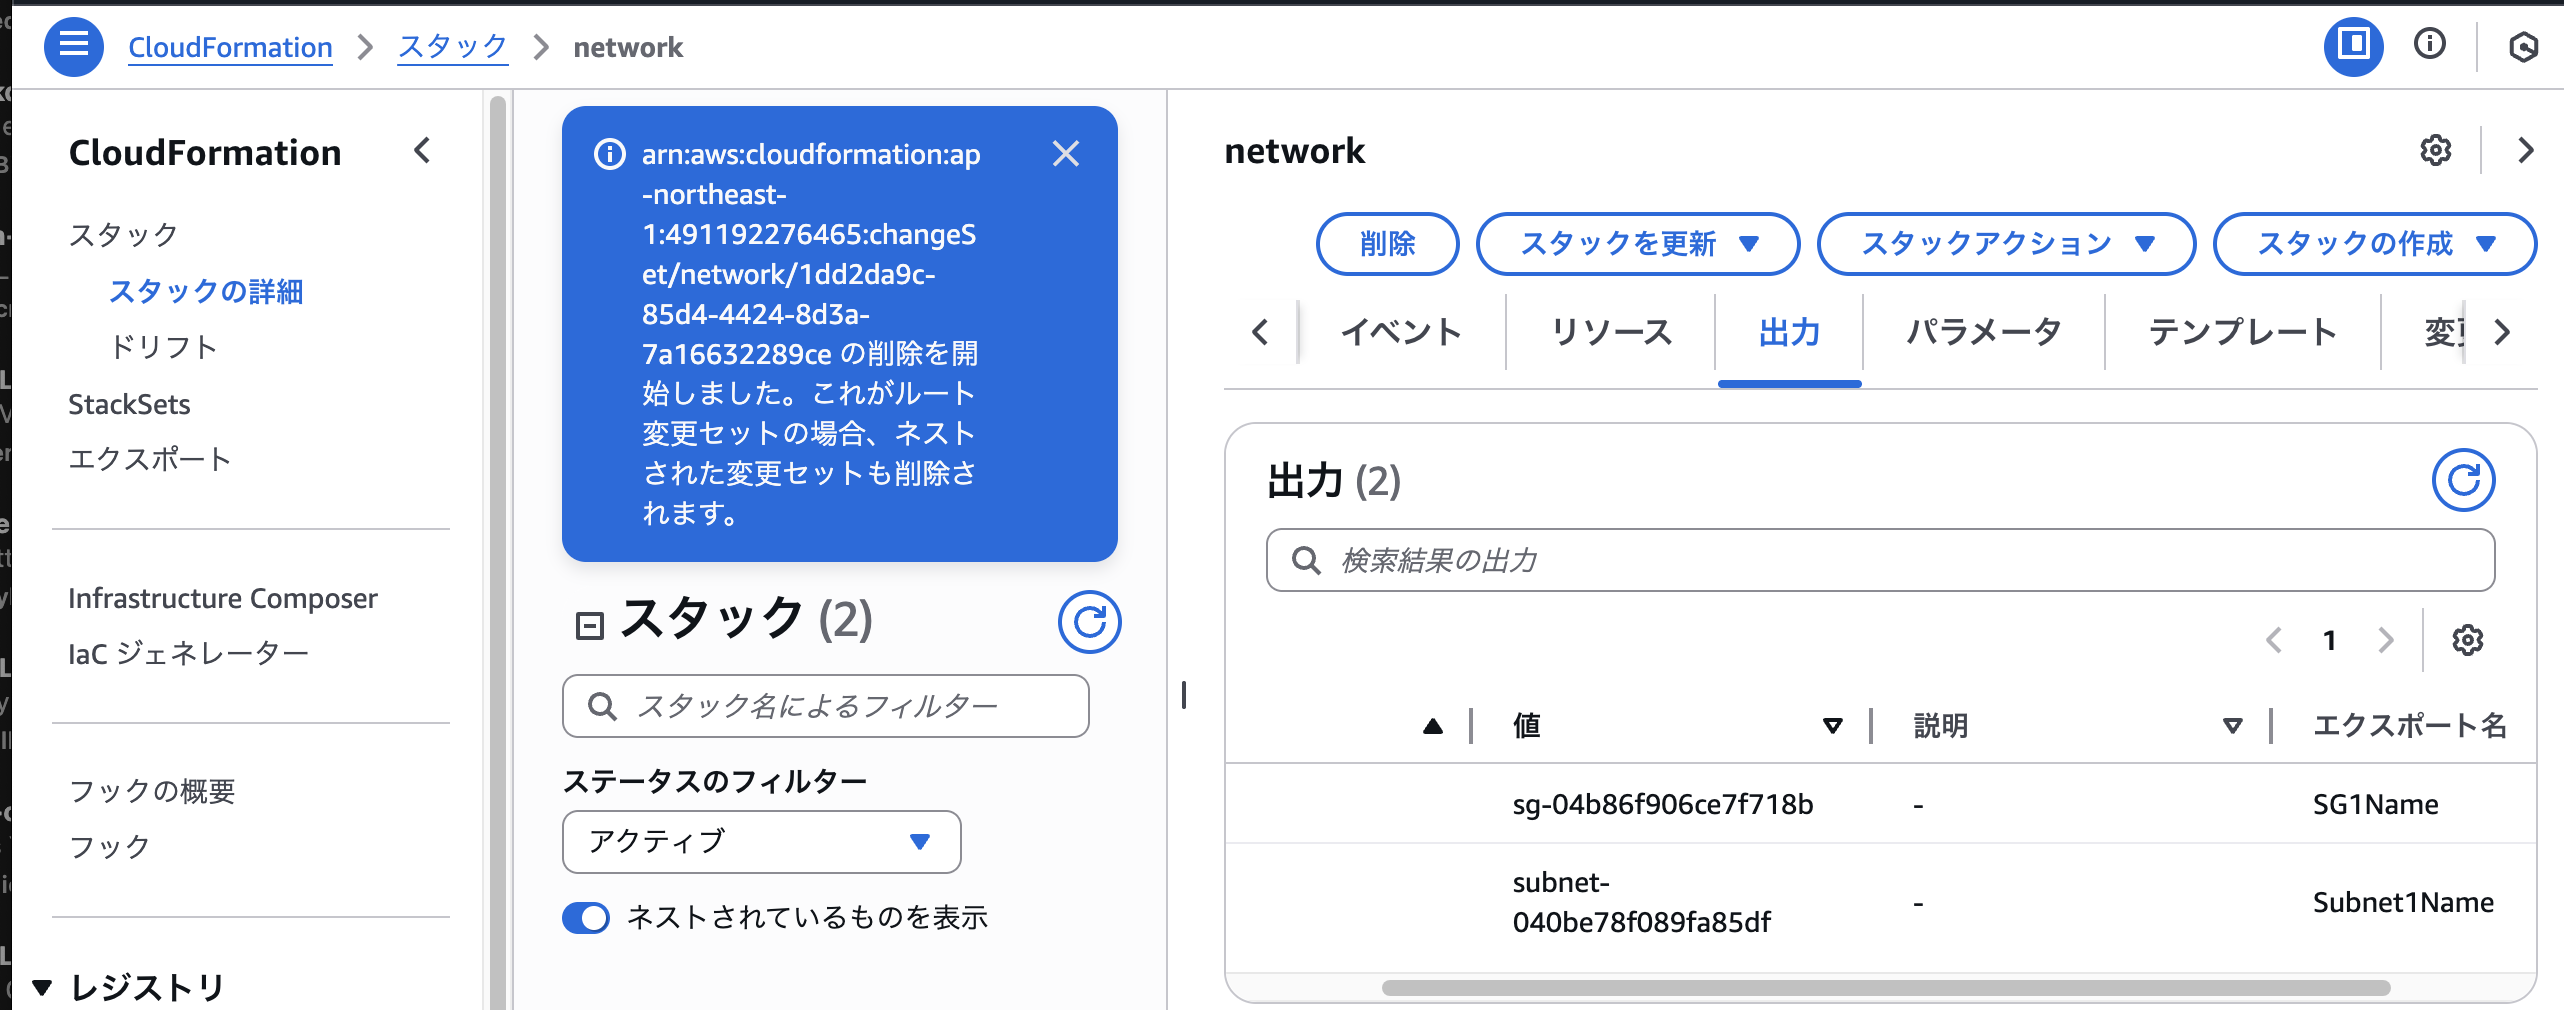 CloudFormation
スタック
network
CloudFormation
スタック
スタックの詳細
ドリフト
StackSets
エクスポート
Infrastructure Composer
IaC ジェネレーター
フックの概要
フック
レジストリ
arn:aws:cloudformation:ap
-northeast-
1:491192276465:changeS
et/network/1dd2da9c-
85d4-4424-8d3a-
7a16632289ce の削除を開
始しました。これがルート
変更セットの場合、ネスト
された変更セットも削除さ
れます。
スタック (2)
スタック名によるフィルター
ステータスのフィルター
アクティブ
ネストされているものを表示
network
削除
スタックを更新
スタックアクション
スタックの作成
イベント
リソース
出力
パラメータ
テンプレート
出力 (2)
検索結果の出力
1
値
説明
エクスポート名
sg-04b86f906ce7f718b
-
SG1Name
subnet-
040be78f089fa85df
-
Subnet1Name